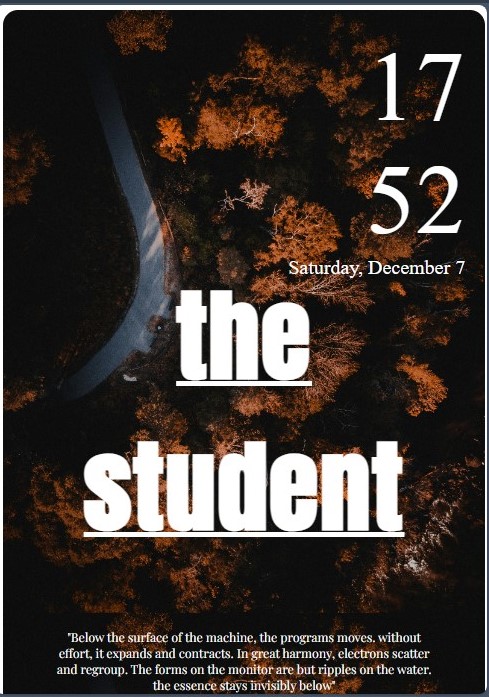 17
52
Saturday, December 7
the
student
"Below the surface of the machine, the programs moves. without
effort, it expands and contracts. In great harmony, electrons scatter
and regroup. The forms on the monitor are but ripples on the water.
the essence stays invisibly below"